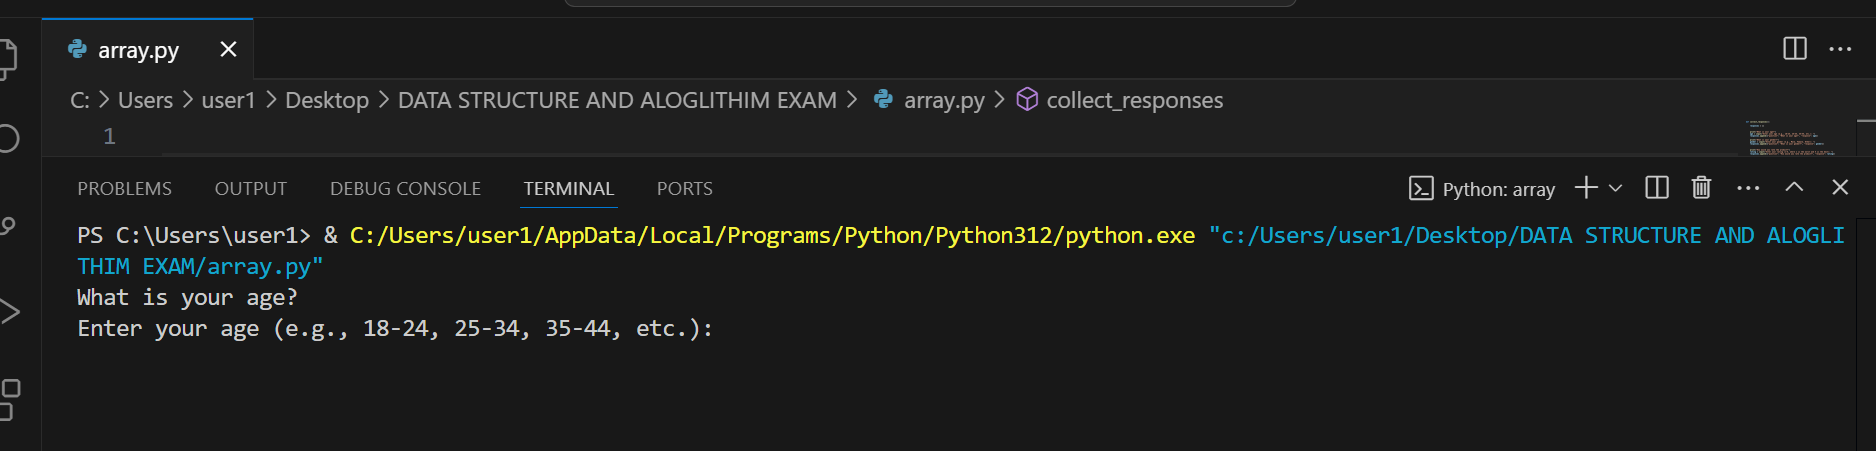 array.py
C: > Users > user1 > Desktop > DATA STRUCTURE AND ALOGLITHIM EXAM > array.py > collect_responses
1
PROBLEMS OUTPUT DEBUG CONSOLE TERMINAL PORTS Python: array
PS C:\Users\user1> & C:/Users/user1/AppData/Local/Programs/Python/Python312/python.exe "c:/Users/user1/Desktop/DATA STRUCTURE AND ALOGLI
THIM EXAM/array.py"
What is your age?
Enter your age (e.g., 18-24, 25-34, 35-44, etc.):